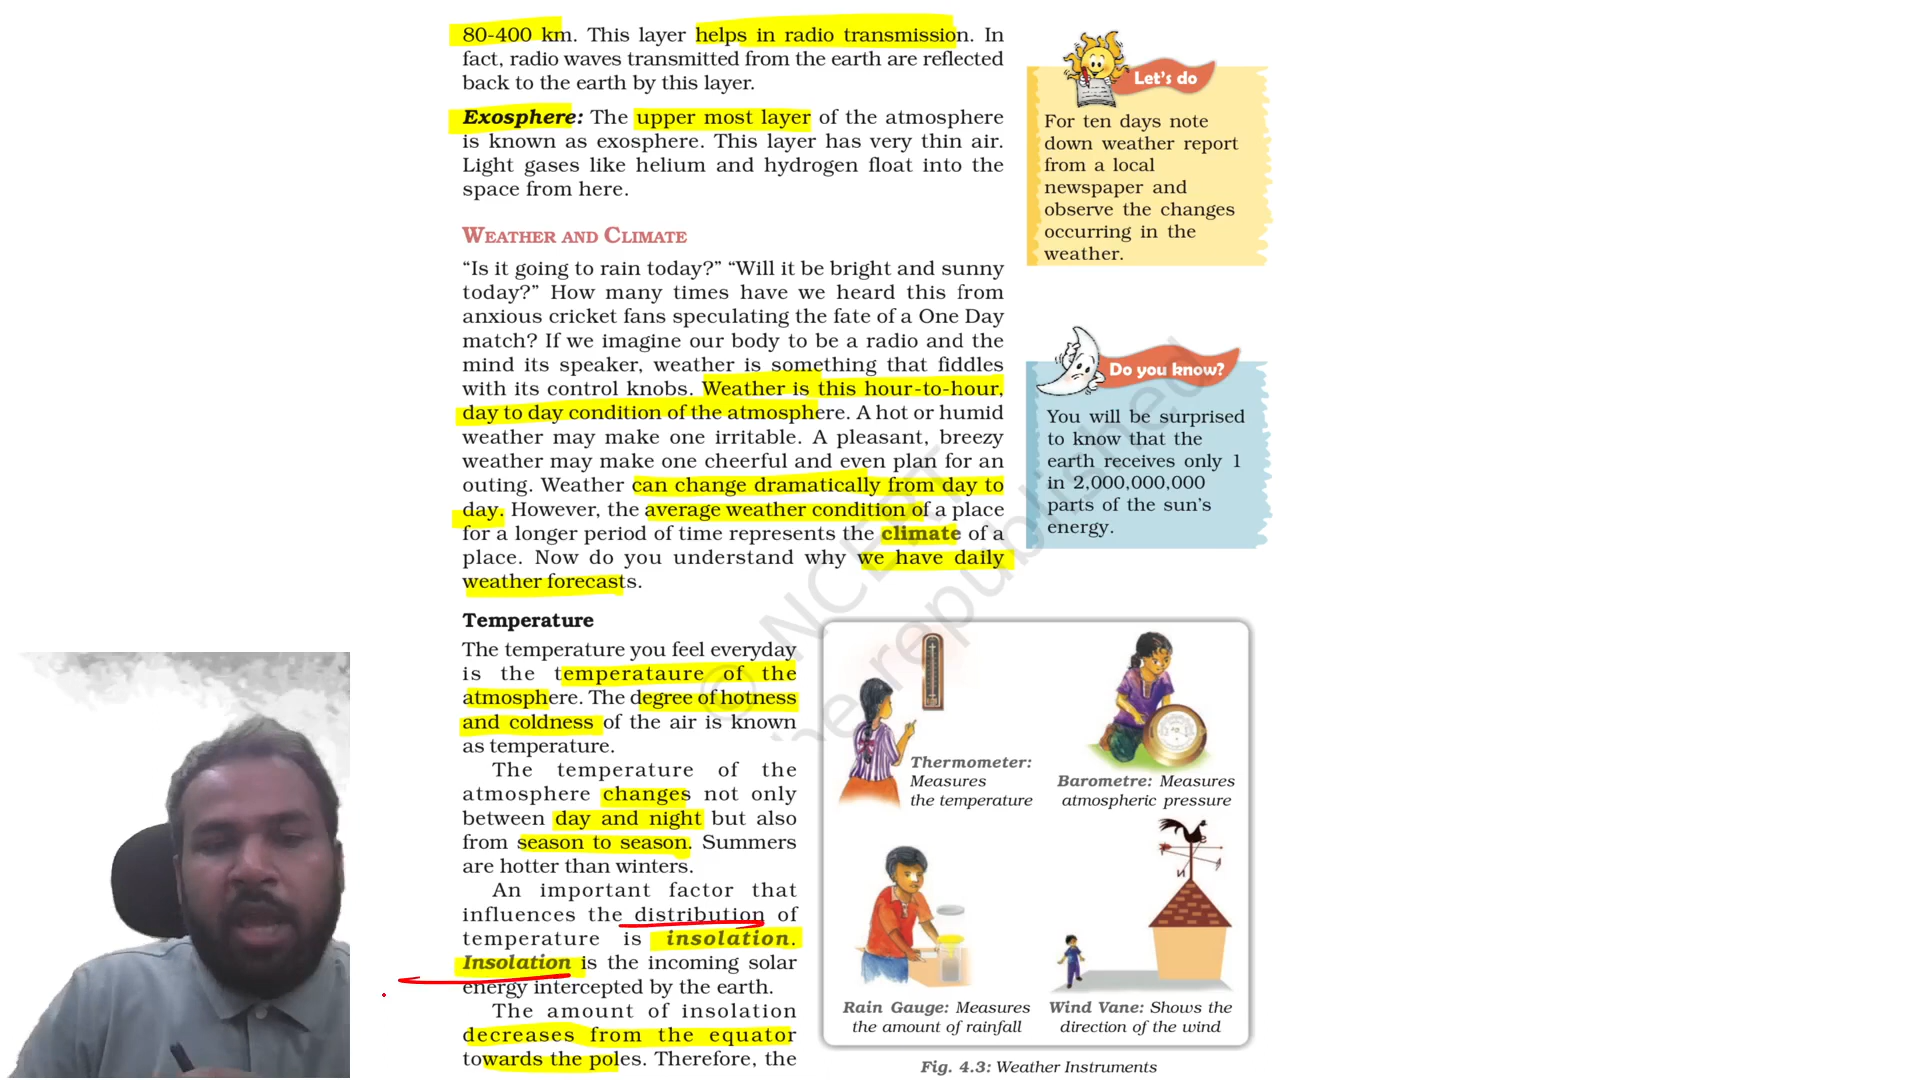 80-400 km. This layer helps in radio transmission. In
fact, radio waves transmitted from the earth are reflected
back to the earth by this layer.
Exosphere: The upper most layer of the atmosphere
is known as exosphere. This layer has very thin air.
Light gases like helium and hydrogen float into the
space from here.
WEATHER AND CLIMATE
“Is it going to rain today?” “Will it be bright and sunny
today?” How many times have we heard this from
anxious cricket fans speculating the fate of a One Day
match? If we imagine our body to be a radio and the
mind its speaker, weather is something that fiddles
with its control knobs. Weather is this hour-to-hour,
day to day condition of the atmosphere. A hot or humid
weather may make one irritable. A pleasant, breezy
weather may make one cheerful and even plan for an
outing. Weather can change dramatically from day to
day. However, the average weather condition of a place
for a longer period of time represents the climate of a
place. Now do you understand why we have daily
weather forecasts.
Temperature
The temperature you feel everyday
is the temperataure of the
atmosphere. The degree of hotness
and coldness of the air is known
as temperature.
The temperature of the
atmosphere changes not only
between day and night but also
from season to season. Summers
are hotter than winters.
An important factor that
influences the distribution of
temperature is insolation.
Insolation is the incoming solar
energy intercepted by the earth.
The amount of insolation
decreases from the equator
towards the poles. Therefore, the
Let's do
For ten days note
down weather report
from a local
newspaper and
observe the changes
occurring in the
weather.
Do you know?
You will be surprised
to know that the
earth receives only 1
in 2,000,000,000
parts of the sun's
energy.
Thermometer:
Measures
the temperature
Barometre: Measures
atmospheric pressure
Rain Gauge: Measures
the amount of rainfall
Wind Vane: Shows the
direction of the wind
Fig. 4.3: Weather Instruments
© NCERT
be republished